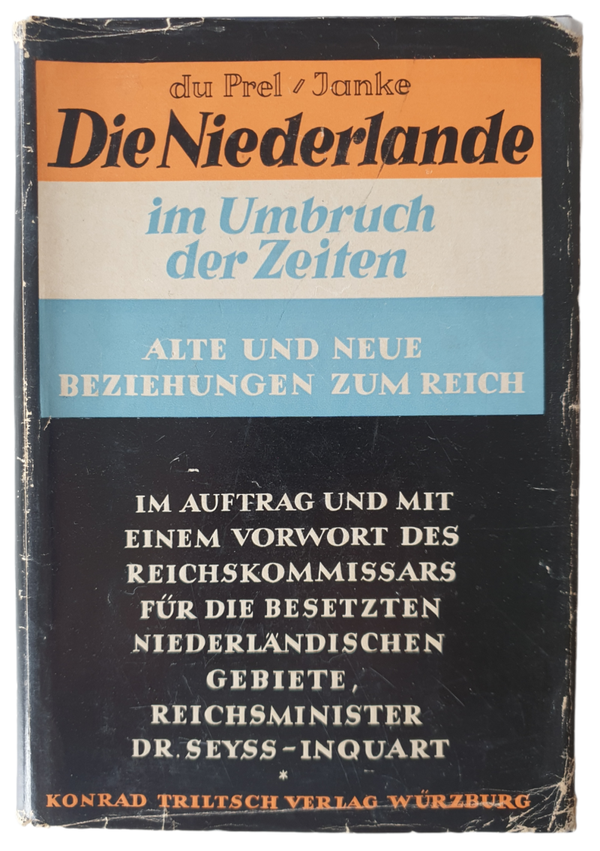 du Prel / Janke
Die Niederlande
im Umbruch
der Zeiten
ALTE UND NEUE
BEZIEHUNGEN ZUM REICH
IM AUFTRAG UND MIT
EINEM VORWORT DES
REICHSKOMMISSARS
FÜR DIE BESETZTEN
NIEDERLÄNDISCHEN
GEBIETE,
REICHSMINISTER
DR. SEYSS-INQUART
*
KONRAD TRILTSCH VERLAG WÜRZBURG